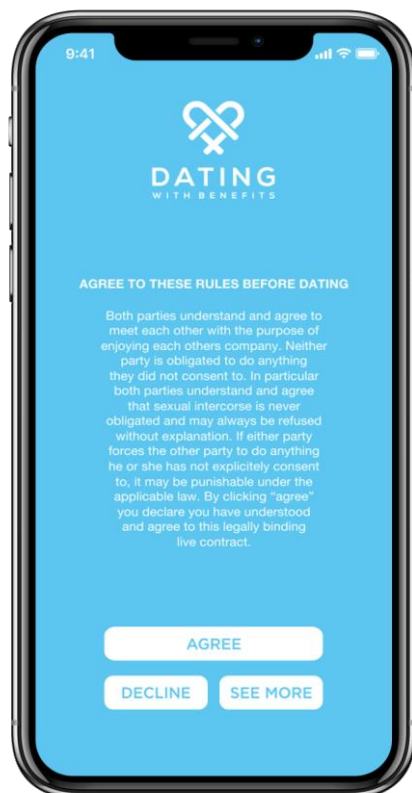 9:41
DATING
WITH BENEFITS
AGREE TO THESE RULES BEFORE DATING
Both parties understand and agree to
meet each other with the purpose of
enjoying each others company. Neither
party is obligated to do anything
they did not consent to. In particular
both parties understand and agree
that sexual intercorse is never
obligated and may always be refused
without explanation. If either party
forces the other party to do anything
he or she has not explicitely consent
to, it may be punishable under the
applicable law. By clicking “agree”
you declare you have understood
and agree to this legally binding
live contract.
AGREE
DECLINE SEE MORE